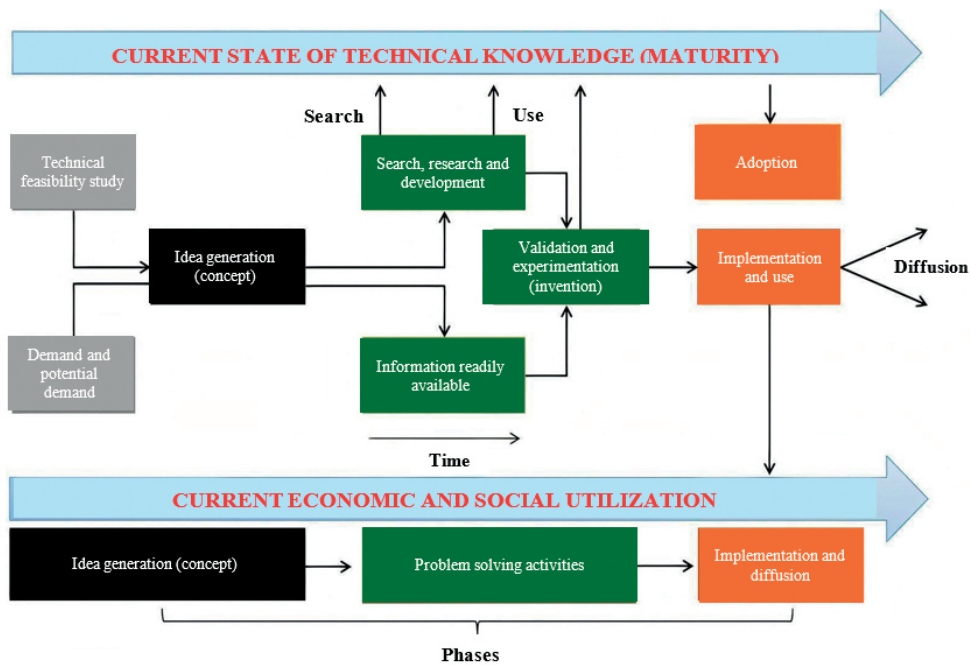 CURRENT STATE OF TECHNICAL KNOWLEDGE (MATURITY)
Search
Use
Technical
feasibility study
Search, research and
development
Adoption
Idea generation
(concept)
Validation and
experimentation
(invention)
Implementation
and use
Diffusion
Demand and
potential
demand
Information readily
available
Time
CURRENT ECONOMIC AND SOCIAL UTILIZATION
Idea generation (concept)
Problem solving activities
Implementation and
diffusion
Phases